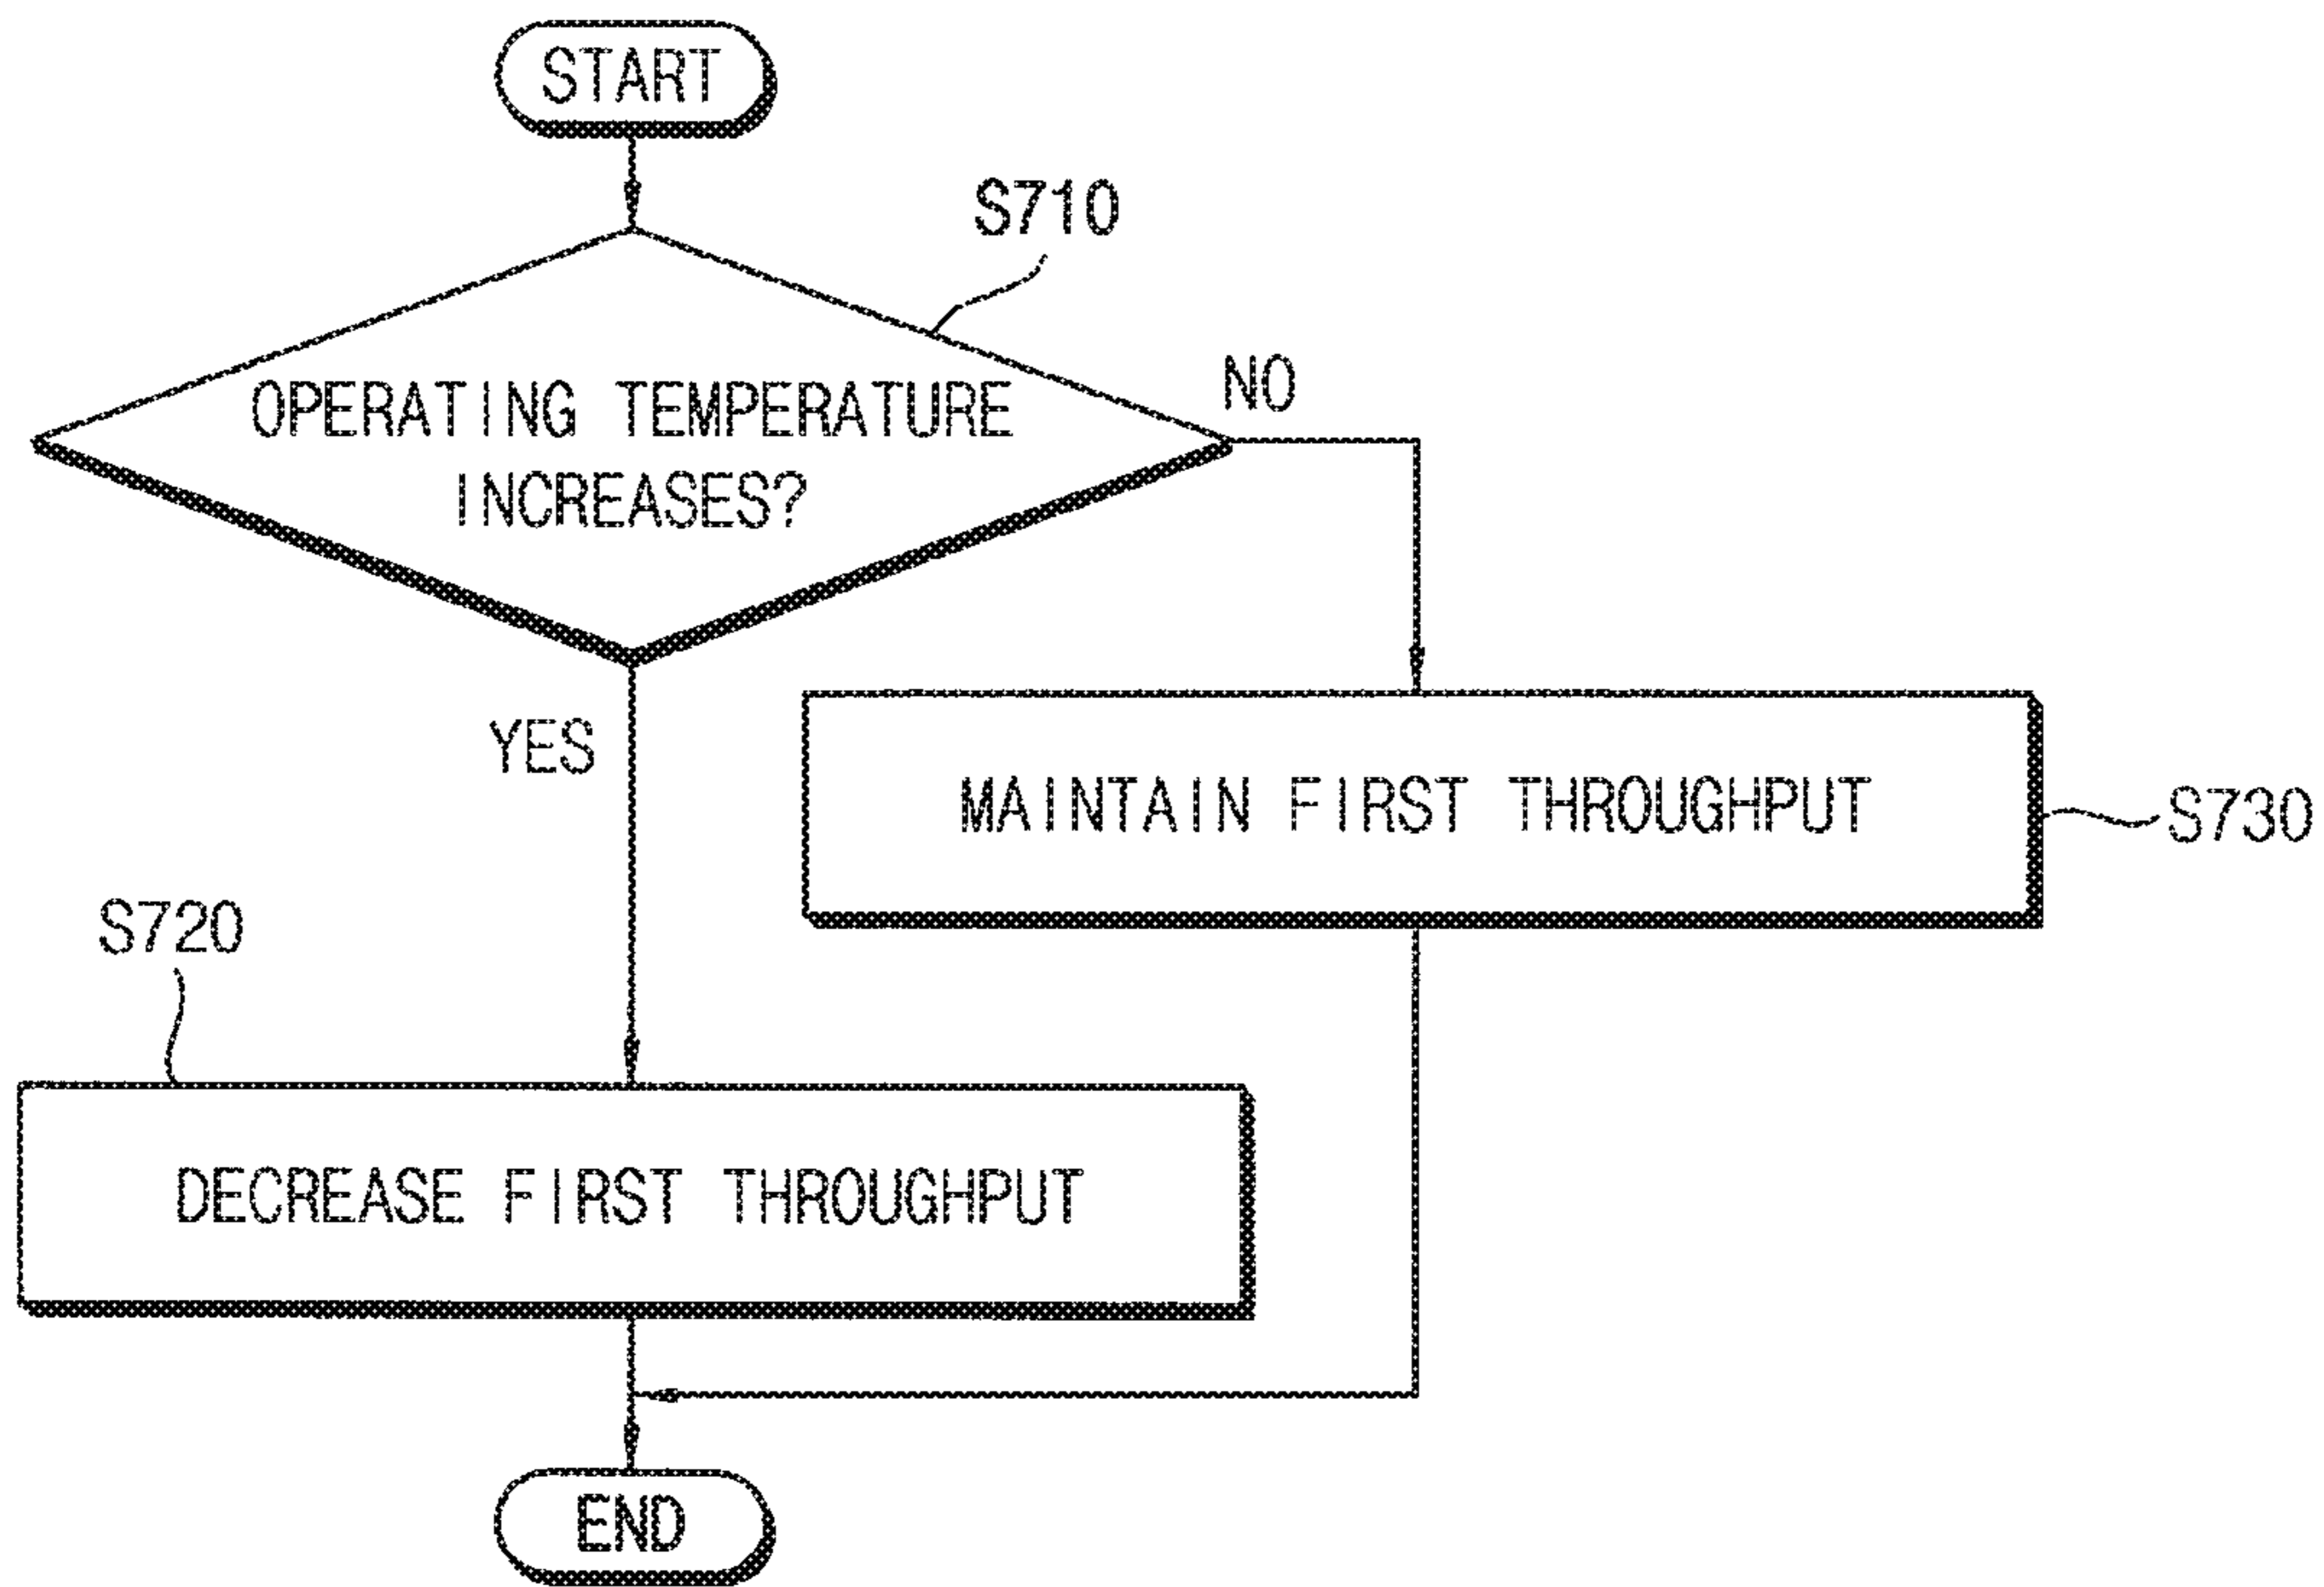 START
S710
NO
OPERATING TEMPERATURE
INCREASES?
YES
MAINTAIN FIRST THROUGHPUT
S730
S720
DECREASE FIRST THROUGHPUT
END